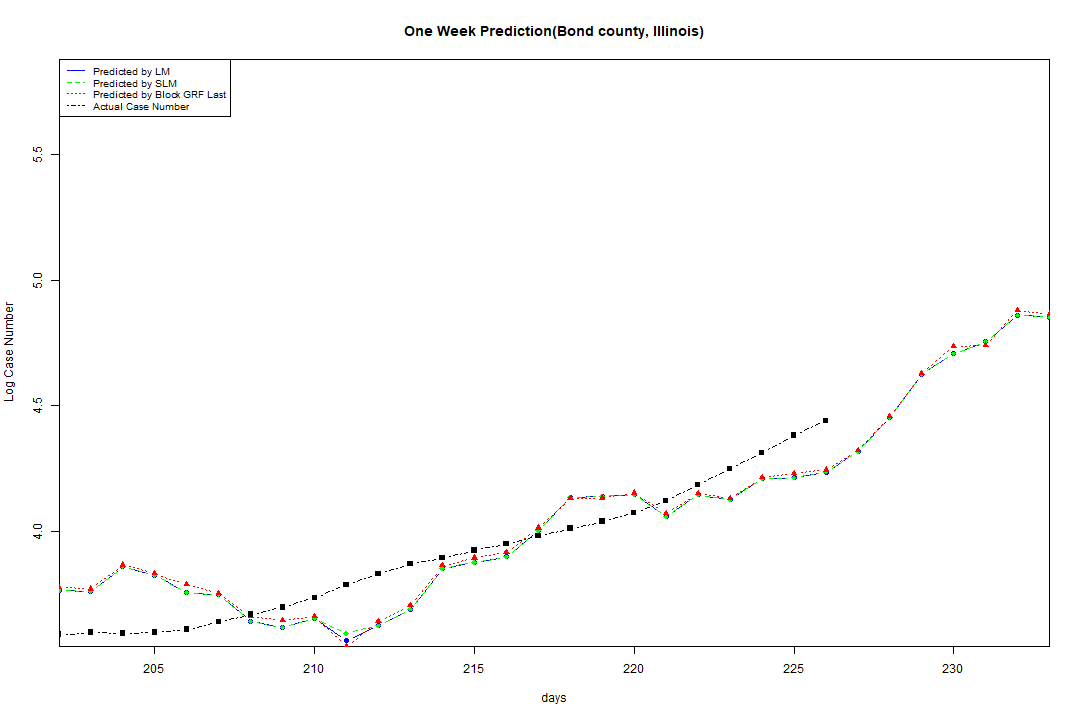 One Week Prediction(Bond county, Illinois)
Predicted by LM
Predicted by SLM
Predicted by Block GRF Last
Actual Case Number
5.5
5.0
4.5
4.0
Log Case Number
205 210 215 220 225 230
days